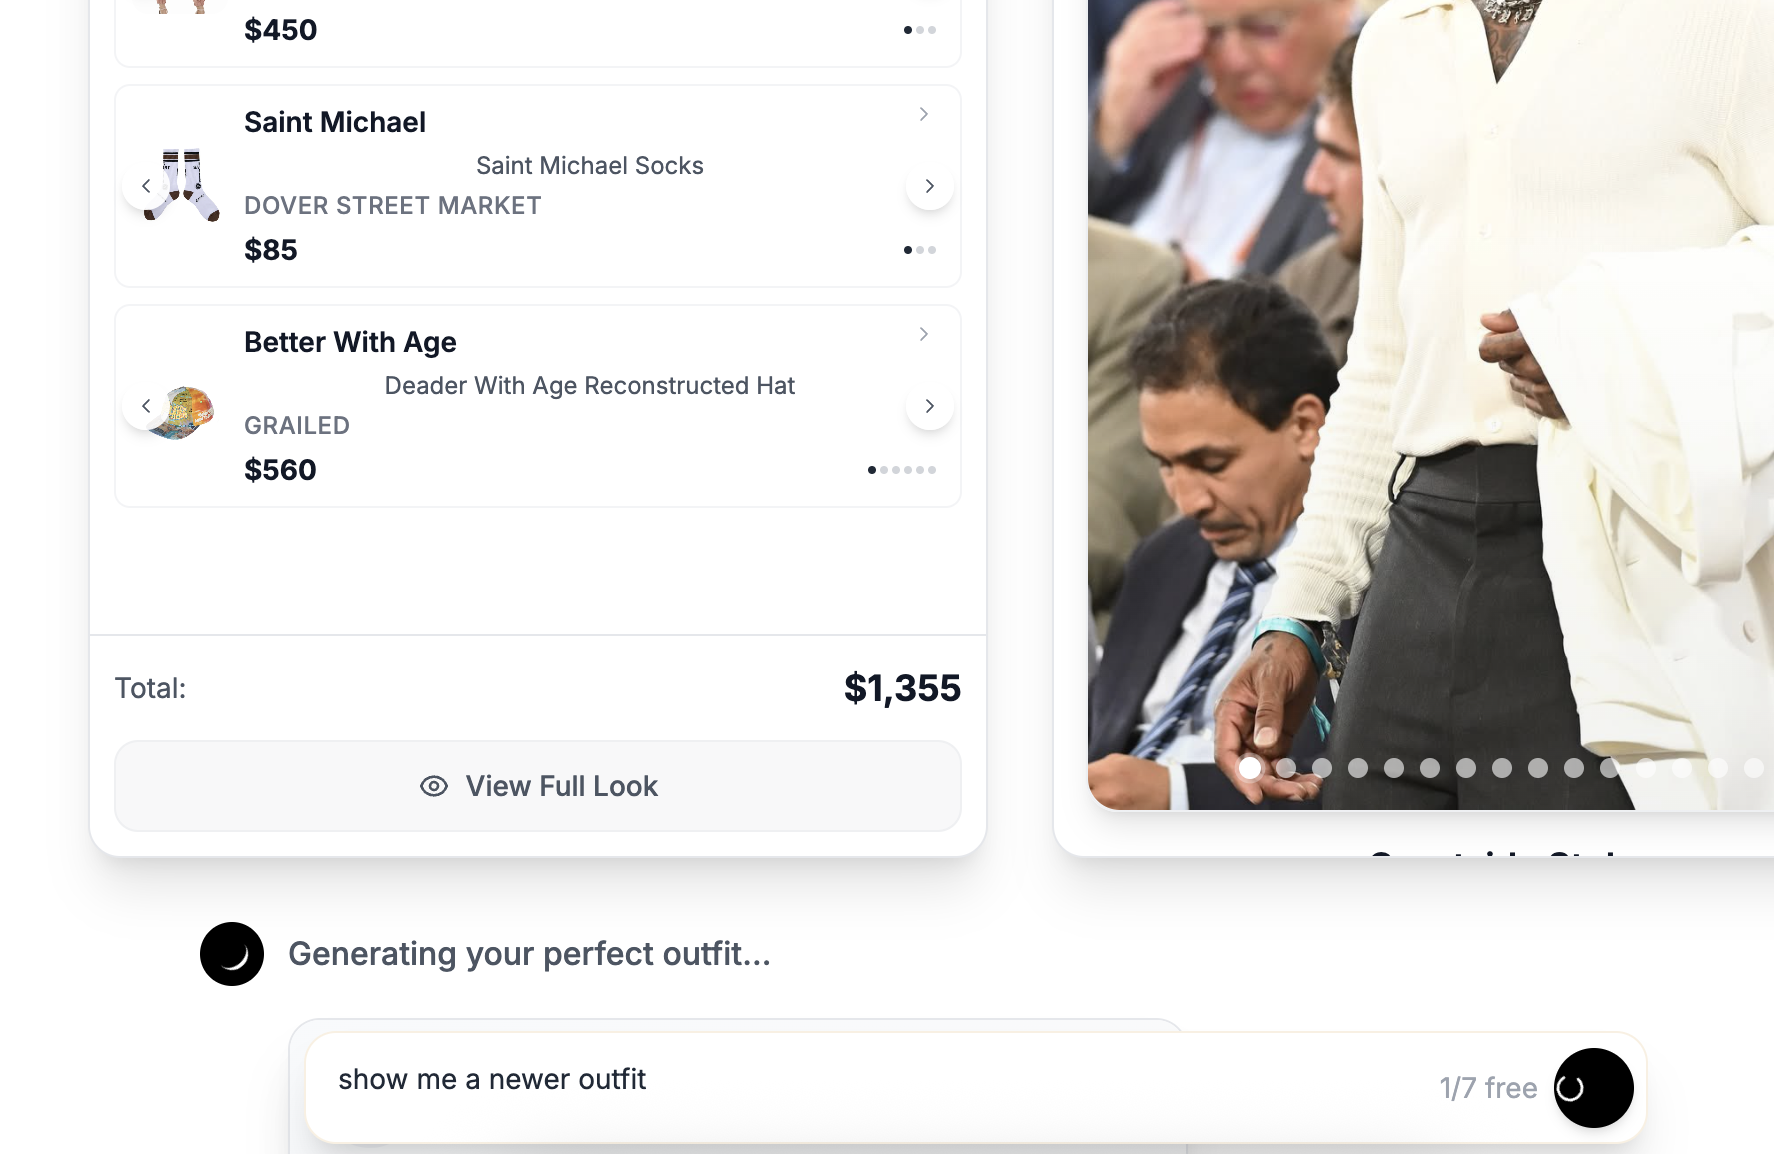 $450
Saint Michael
Saint Michael Socks
DOVER STREET MARKET
$85
Better With Age
Deader With Age Reconstructed Hat
GRAILED
$560
Total:
$1,355
View Full Look
Generating your perfect outfit...
show me a newer outfit
1/7 free